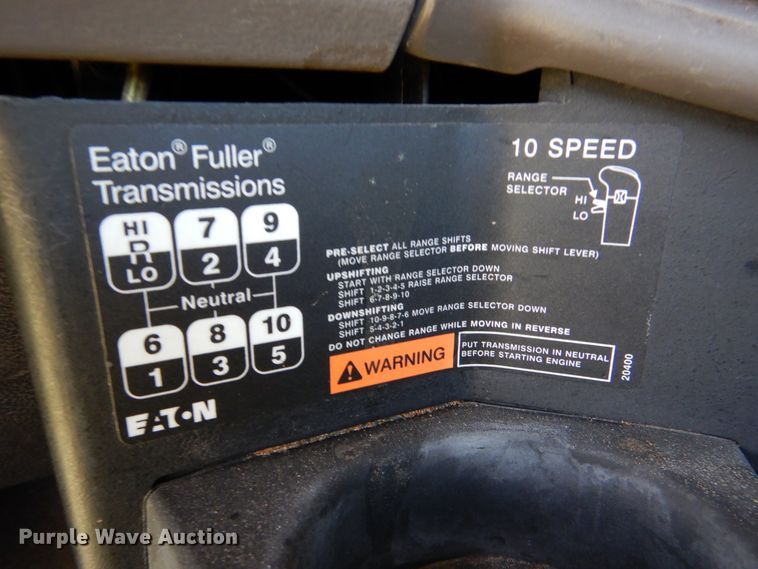 Eaton® Fuller®
Transmissions
10 SPEED
RANGE
SELECTOR
HI
LO
HI
R
LO
7
2
9
4
Neutral
6
1
8
3
10
5
PRE-SELECT ALL RANGE SHIFTS
(MOVE RANGE SELECTOR BEFORE MOVING SHIFT LEVER)
UPSHIFTING
START WITH RANGE SELECTOR DOWN
SHIFT 1-2-3-4-5 RAISE RANGE SELECTOR
SHIFT 6-7-8-9-10
DOWNSHIFTING
SHIFT 10-9-8-7-6 MOVE RANGE SELECTOR DOWN
SHIFT 5-4-3-2-1
DO NOT CHANGE RANGE WHILE MOVING IN REVERSE
WARNING
PUT TRANSMISSION IN NEUTRAL
BEFORE STARTING ENGINE
20400
EATON
Purple Wave Auction